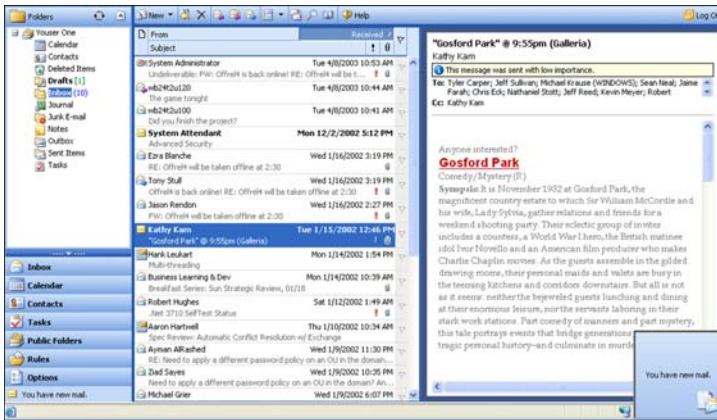 Folders
New
Help
Log O
Youser One
Calendar
Contacts
Deleted Items
Drafts [1]
Inbox (10)
Journal
Junk E-mail
Notes
Outbox
Sent Items
Tasks
Inbox
Calendar
Contacts
Tasks
Public Folders
Rules
Options
You have new mail.
From Received
Subject
System Administrator Tue 4/8/2003 10:53 AM
Undeliverable: FW: Offrel4 is back online! RE: Offrel4 will be t...
wb24t2u120 Tue 4/8/2003 10:44 AM
The game tonight
wb24t2u100 Tue 4/8/2003 10:41 AM
Did you finish the project?
System Attendant Mon 12/2/2002 5:12 PM
Advanced Security
Ezra Blanche Wed 1/16/2002 3:19 PM
RE: Offrel4 will be taken offline at 2:30
Tony Stull Wed 1/16/2002 3:19 PM
Offrel4 is back online! RE: Offrel4 will be taken offline at 2:30
Jason Rendon Wed 1/16/2002 2:27 PM
FW: Offrel4 will be taken offline at 2:30
Kathy Kam Tue 1/15/2002 12:46 PM
"Gosford Park" @ 9:55pm (Galleria)
Hank Leukart Mon 1/14/2002 1:54 PM
Multi-threading
Business Learning & Dev Mon 1/14/2002 10:39 AM
Breakfast Series: Sun Strategic Review, 01/18
Robert Hughes Sat 1/12/2002 1:49 AM
.Net 3710 SelfTest Status
Aaron Hartwell Thu 1/10/2002 10:34 AM
Spec Review: Automatic Conflict Resolution w/ Exchange
Ayman AlRashed Wed 1/9/2002 11:30 PM
RE: Need to apply a different password policy on an OU in the domain...
Ziad Sayes Wed 1/9/2002 10:35 PM
Need to apply a different password policy on an OU in the domain? An...
Michael Grier Wed 1/9/2002 6:07 PM
"Gosford Park" @ 9:55pm (Galleria)
Kathy Kam
This message was sent with low importance.
To: Tyler Carper; Jeff Sullivan; Michael Krause (WINDOWS); Sean Neal; Jaime
Farah; Chris Eck; Nathaniel Stott; Jeff Reed; Kevin Meyer; Robert
Cc: Kathy Kam
Anyone interested?
Gosford Park
Comedy/Mystery (R)
Synopsis: It is November 1932 at Gosford Park, the
magnificent country estate to which Sir William McCordle and
his wife, Lady Sylvia, gather relations and friends for a
weekend shooting party. Their eclectic group of invites
includes a countess, a World War I hero, the British matinee
idol Ivor Novello and an American film producer who makes
Charlie Chaplin movies. As the guests assemble in the gilded
drawing rooms, their personal maids and valets are busy in
the teeming kitchens and corridors downstairs. But all is not
as it seems: neither the bejeweled guests lunching and dining
at their enormous leisure, nor the servants laboring in their
stark work stations. Part comedy of manners and part mystery,
this tale portrays events that bridge generations
tragic personal history--and culminate in murde
You have new mail.